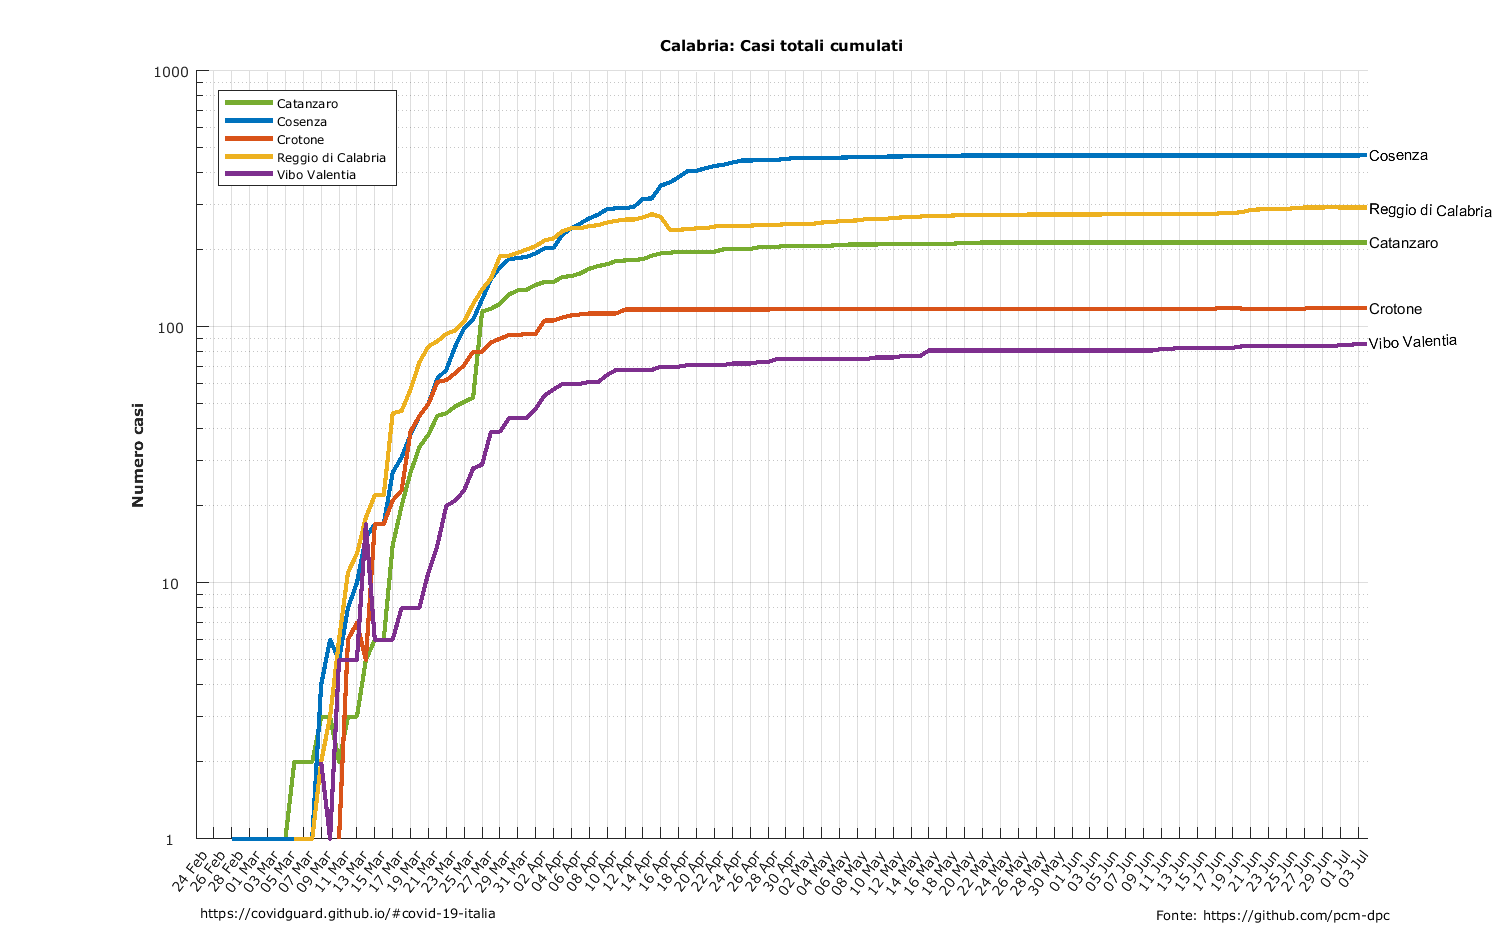 Calabria: Casi totali cumulati
1000
100
10
1
Numero casi
Catanzaro
Cosenza
Crotone
Reggio di Calabria
Vibo Valentia
Cosenza
Reggio di Calabria
Catanzaro
Crotone
Vibo Valentia
24 Feb
26 Feb
28 Feb
01 Mar
03 Mar
05 Mar
07 Mar
09 Mar
11 Mar
13 Mar
15 Mar
17 Mar
19 Mar
21 Mar
23 Mar
25 Mar
27 Mar
29 Mar
31 Mar
02 Apr
04 Apr
06 Apr
08 Apr
10 Apr
12 Apr
14 Apr
16 Apr
18 Apr
20 Apr
22 Apr
24 Apr
26 Apr
28 Apr
30 Apr
02 May
04 May
06 May
08 May
10 May
12 May
14 May
16 May
18 May
20 May
22 May
24 May
26 May
28 May
30 May
01 Jun
03 Jun
05 Jun
07 Jun
09 Jun
11 Jun
13 Jun
15 Jun
17 Jun
19 Jun
21 Jun
23 Jun
25 Jun
27 Jun
29 Jun
01 Jul
03 Jul
https://covidguard.github.io/#covid-19-italia
Fonte: https://github.com/pcm-dpc